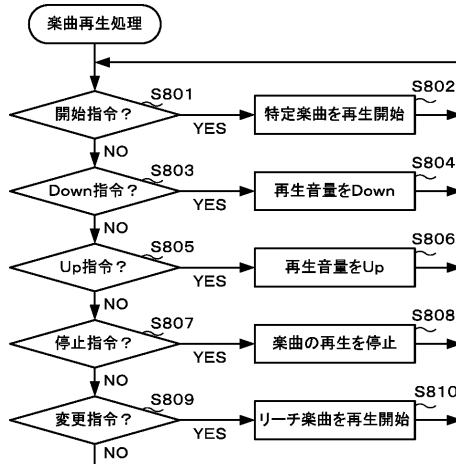 楽曲再生処理
S801
開始指令?
YES
S802
特定楽曲を再生開始
NO
S803
Down指令?
YES
S804
再生音量をDown
NO
S805
Up指令?
YES
S806
再生音量をUp
NO
S807
停止指令?
YES
S808
楽曲の再生を停止
NO
S809
変更指令?
YES
S810
リーチ楽曲を再生開始
NO